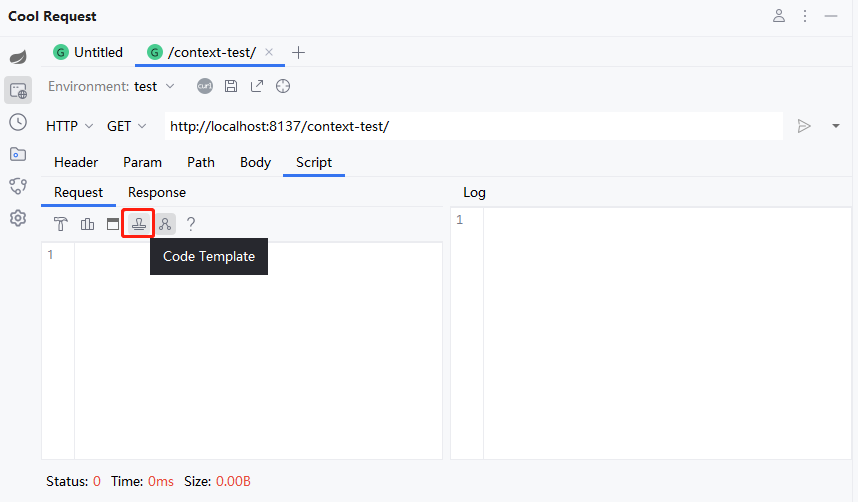 Cool Request
G Untitled G /context-test/
Environment: test curl
HTTP GET http://localhost:8137/context-test/
Header Param Path Body Script
Request Response Log
?
1 1
Code Template
Status: 0 Time: 0ms Size: 0.00B